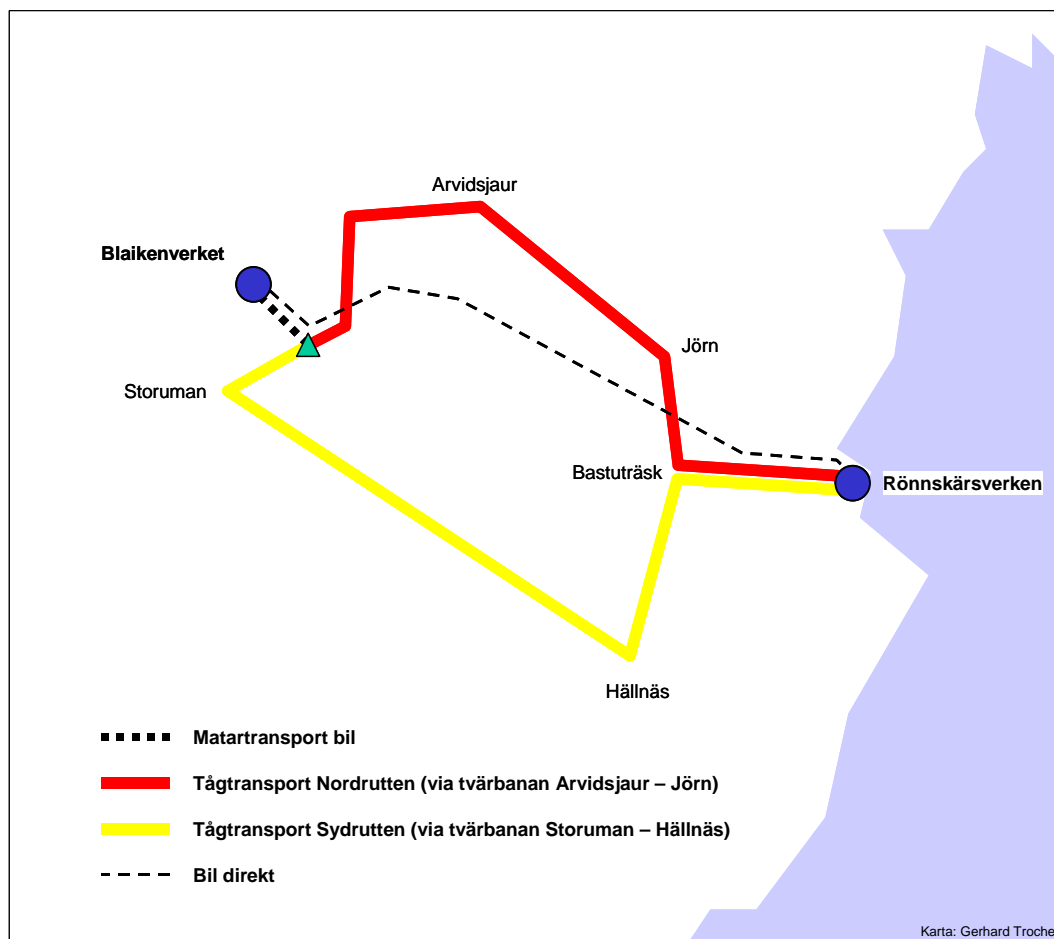 Arvidsjaur
Blaikenverket
Jörn
Storuman
Bastuträsk
Rönnskärsverken
Hällnäs
Matartransport bil
Tågtransport Nordrutten (via tvärbanan Arvidsjaur – Jörn)
Tågtransport Sydrutten (via tvärbanan Storuman – Hällnäs)
Bil direkt
Karta: Gerhard Troche